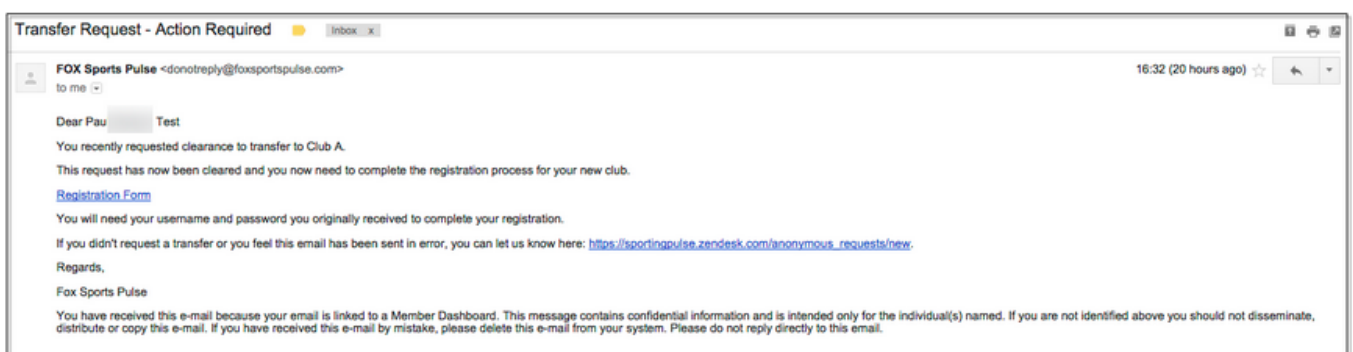 Transfer Request - Action Required Inbox x
FOX Sports Pulse <donotreply@foxsportspulse.com> 16:32 (20 hours ago)
to me
Dear Pau Test
You recently requested clearance to transfer to Club A.
This request has now been cleared and you now need to complete the registration process for your new club.
Registration Form
You will need your username and password you originally received to complete your registration.
If you didn't request a transfer or you feel this email has been sent in error, you can let us know here: https://sportingpulse.zendesk.com/anonymous_requests/new.
Regards,
Fox Sports Pulse
You have received this e-mail because your email is linked to a Member Dashboard. This message contains confidential information and is intended only for the individual(s) named. If you are not identified above you should not disseminate,
distribute or copy this e-mail. If you have received this e-mail by mistake, please delete this e-mail from your system. Please do not reply directly to this email.